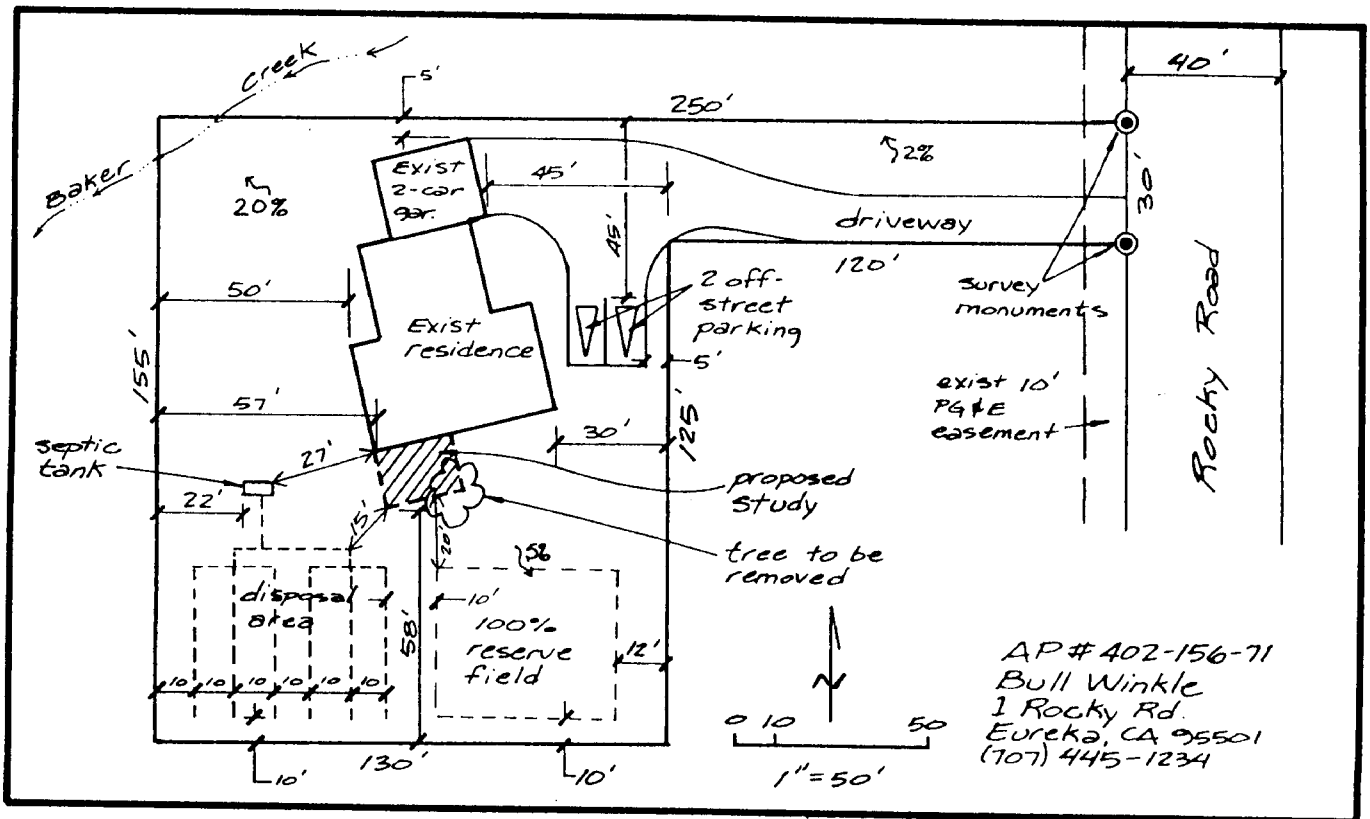 Creek
Baker
5'
250'
40'
2%
20%
Exist
2-car
gar.
45'
45'
30'
driveway
120'
survey
monuments
2 off-
street
parking
50'
Exist
residence
5'
155'
125'
57'
30'
exist 10'
PG&E
easement
Rocky Road
septic
tank
27'
22'
15'
20'
proposed
study
tree to be
removed
5%
disposal
area
10'
100%
reserve
field
12'
58'
10
10
10
10
10
10
10'
130'
10'
N
0 10 50
1"=50'
AP# 402-156-71
Bull Winkle
1 Rocky Rd.
Eureka, CA 95501
(707) 445-1234